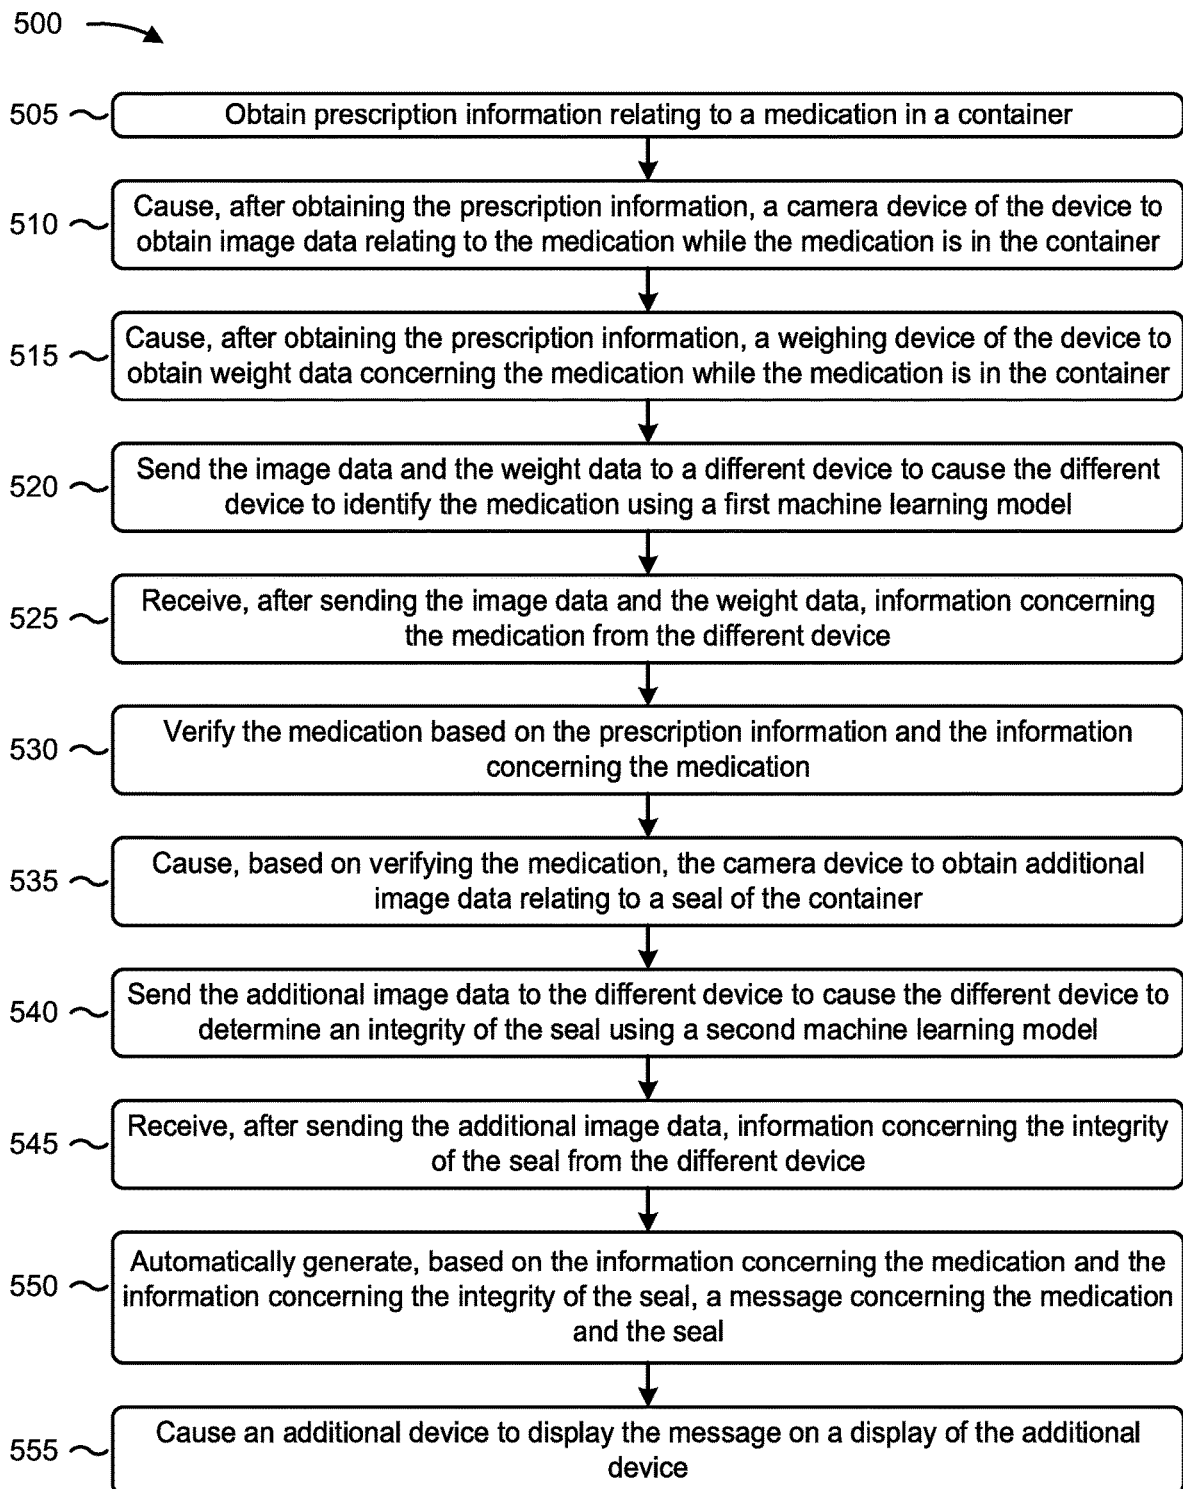 500
505
Obtain prescription information relating to a medication in a container
510
Cause, after obtaining the prescription information, a camera device of the device to
obtain image data relating to the medication while the medication is in the container
515
Cause, after obtaining the prescription information, a weighing device of the device to
obtain weight data concerning the medication while the medication is in the container
520
Send the image data and the weight data to a different device to cause the different
device to identify the medication using a first machine learning model
525
Receive, after sending the image data and the weight data, information concerning
the medication from the different device
530
Verify the medication based on the prescription information and the information
concerning the medication
535
Cause, based on verifying the medication, the camera device to obtain additional
image data relating to a seal of the container
540
Send the additional image data to the different device to cause the different device to
determine an integrity of the seal using a second machine learning model
545
Receive, after sending the additional image data, information concerning the integrity
of the seal from the different device
550
Automatically generate, based on the information concerning the medication and the
information concerning the integrity of the seal, a message concerning the medication
and the seal
555
Cause an additional device to display the message on a display of the additional
device